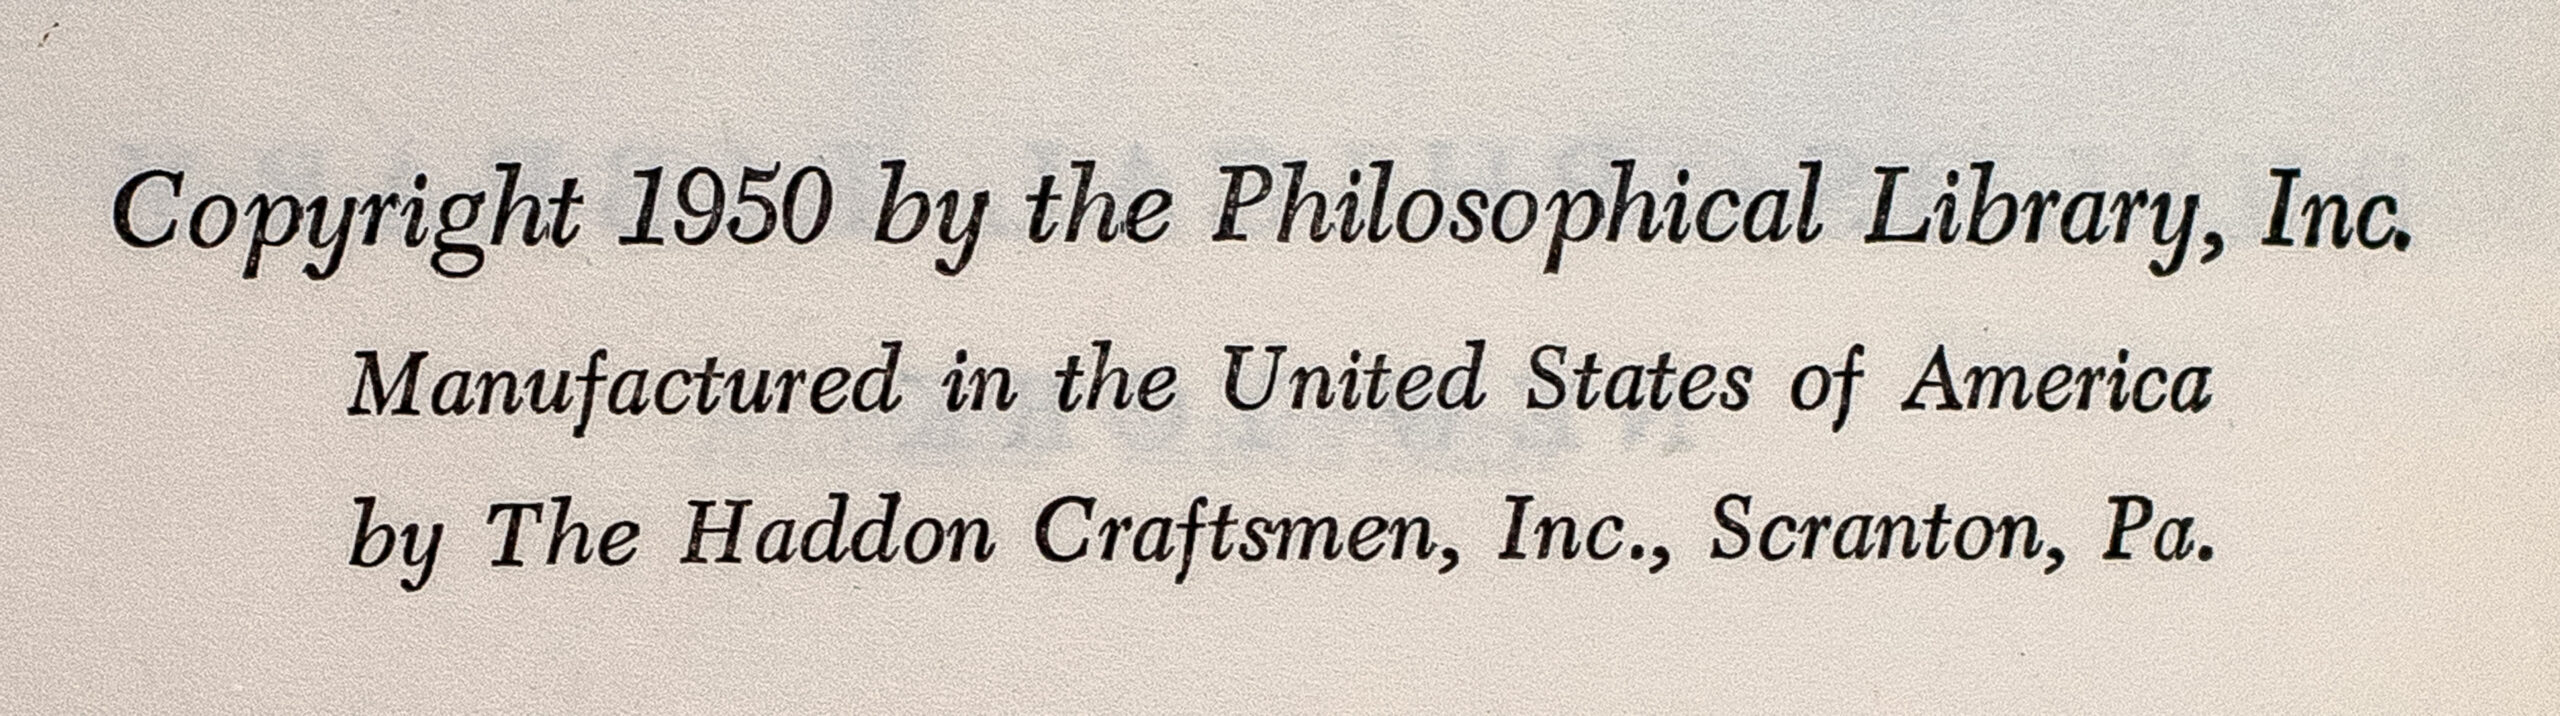 Copyright 1950 by the Philosophical Library, Inc.
Manufactured in the United States of America
by The Haddon Craftsmen, Inc., Scranton, Pa.